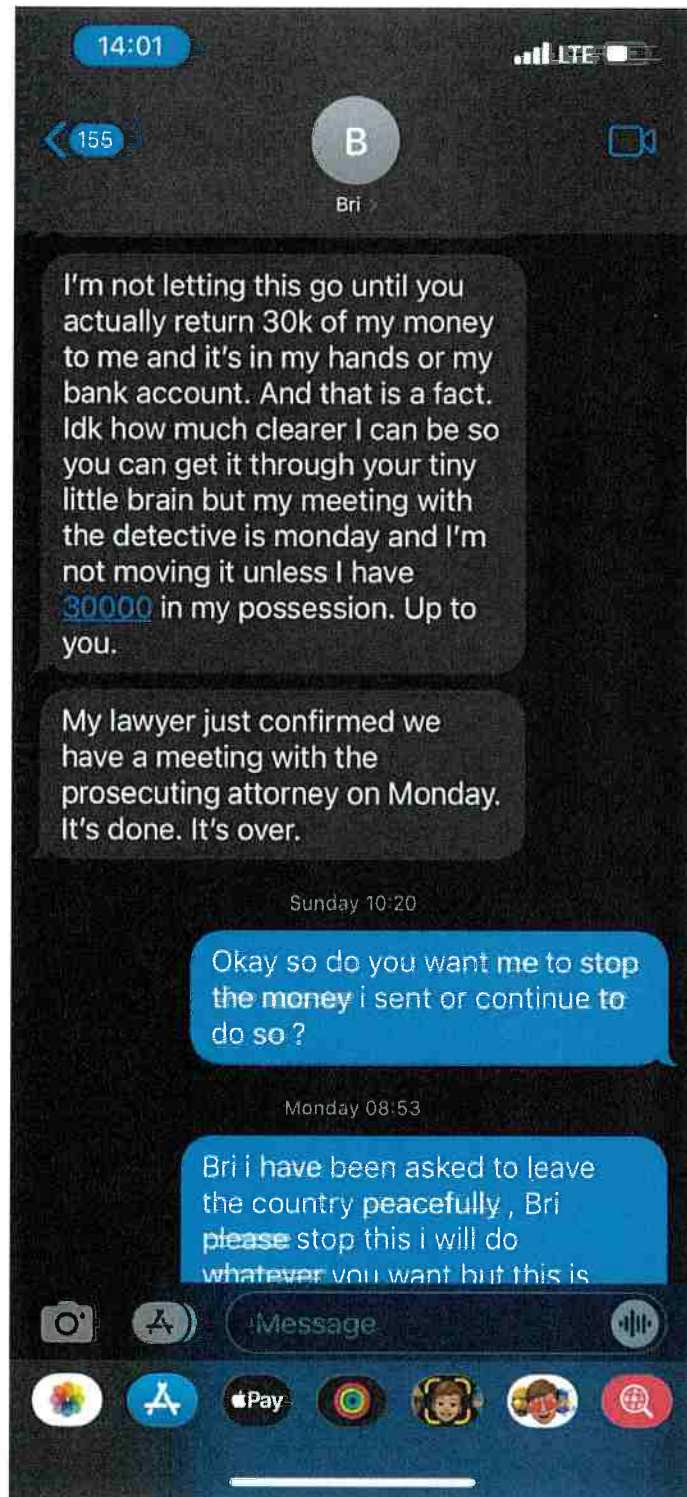 14:01
LTE
155
B
Bri
I'm not letting this go until you
actually return 30k of my money
to me and it's in my hands or my
bank account. And that is a fact.
Idk how much clearer I can be so
you can get it through your tiny
little brain but my meeting with
the detective is monday and I'm
not moving it unless I have
30000 in my possession. Up to
you.
My lawyer just confirmed we
have a meeting with the
prosecuting attorney on Monday.
It's done. It's over.
Sunday 10:20
Okay so do you want me to stop
the money i sent or continue to
do so ?
Monday 08:53
Bri i have been asked to leave
the country peacefully , Bri
please stop this i will do
whatever you want but this is
Message
Pay